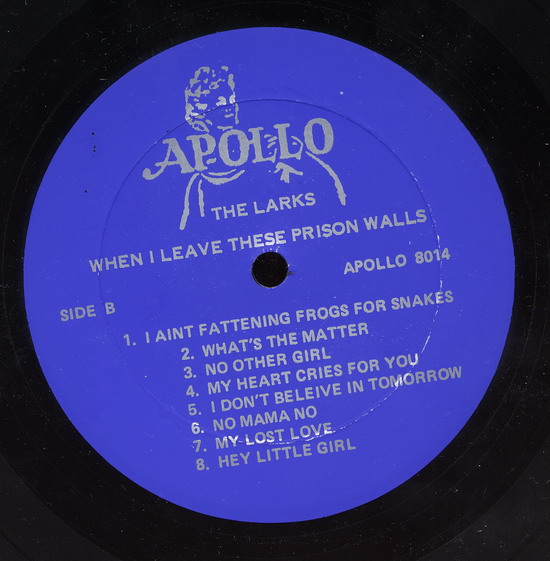 APOLLO
THE LARKS
WHEN I LEAVE THESE PRISON WALLS
APOLLO 8014
SIDE B
1. I AINT FATTENING FROGS FOR SNAKES
2. WHAT'S THE MATTER
3. NO OTHER GIRL
4. MY HEART CRIES FOR YOU
5. I DON'T BELEIVE IN TOMORROW
6. NO MAMA NO
7. MY LOST LOVE
8. HEY LITTLE GIRL